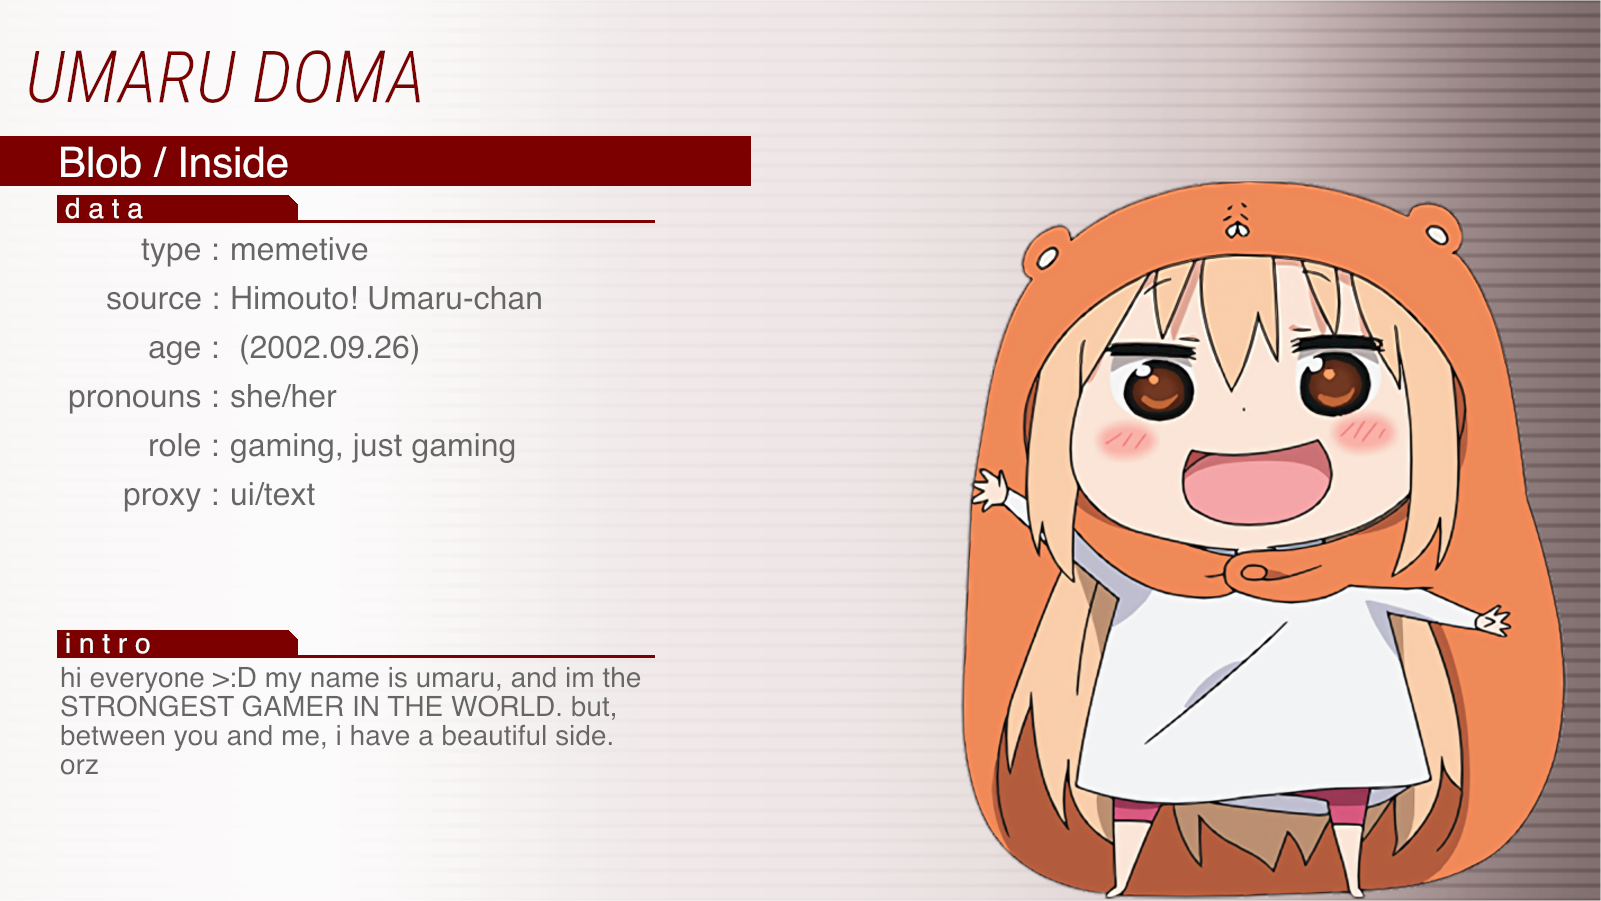 UMARU DOMA
Blob / Inside
data
type : memetive
source : Himouto! Umaru-chan
age : (2002.09.26)
pronouns : she/her
role : gaming, just gaming
proxy : ui/text
intro
hi everyone >:D my name is umaru, and im the
STRONGEST GAMER IN THE WORLD. but,
between you and me, i have a beautiful side.
orz